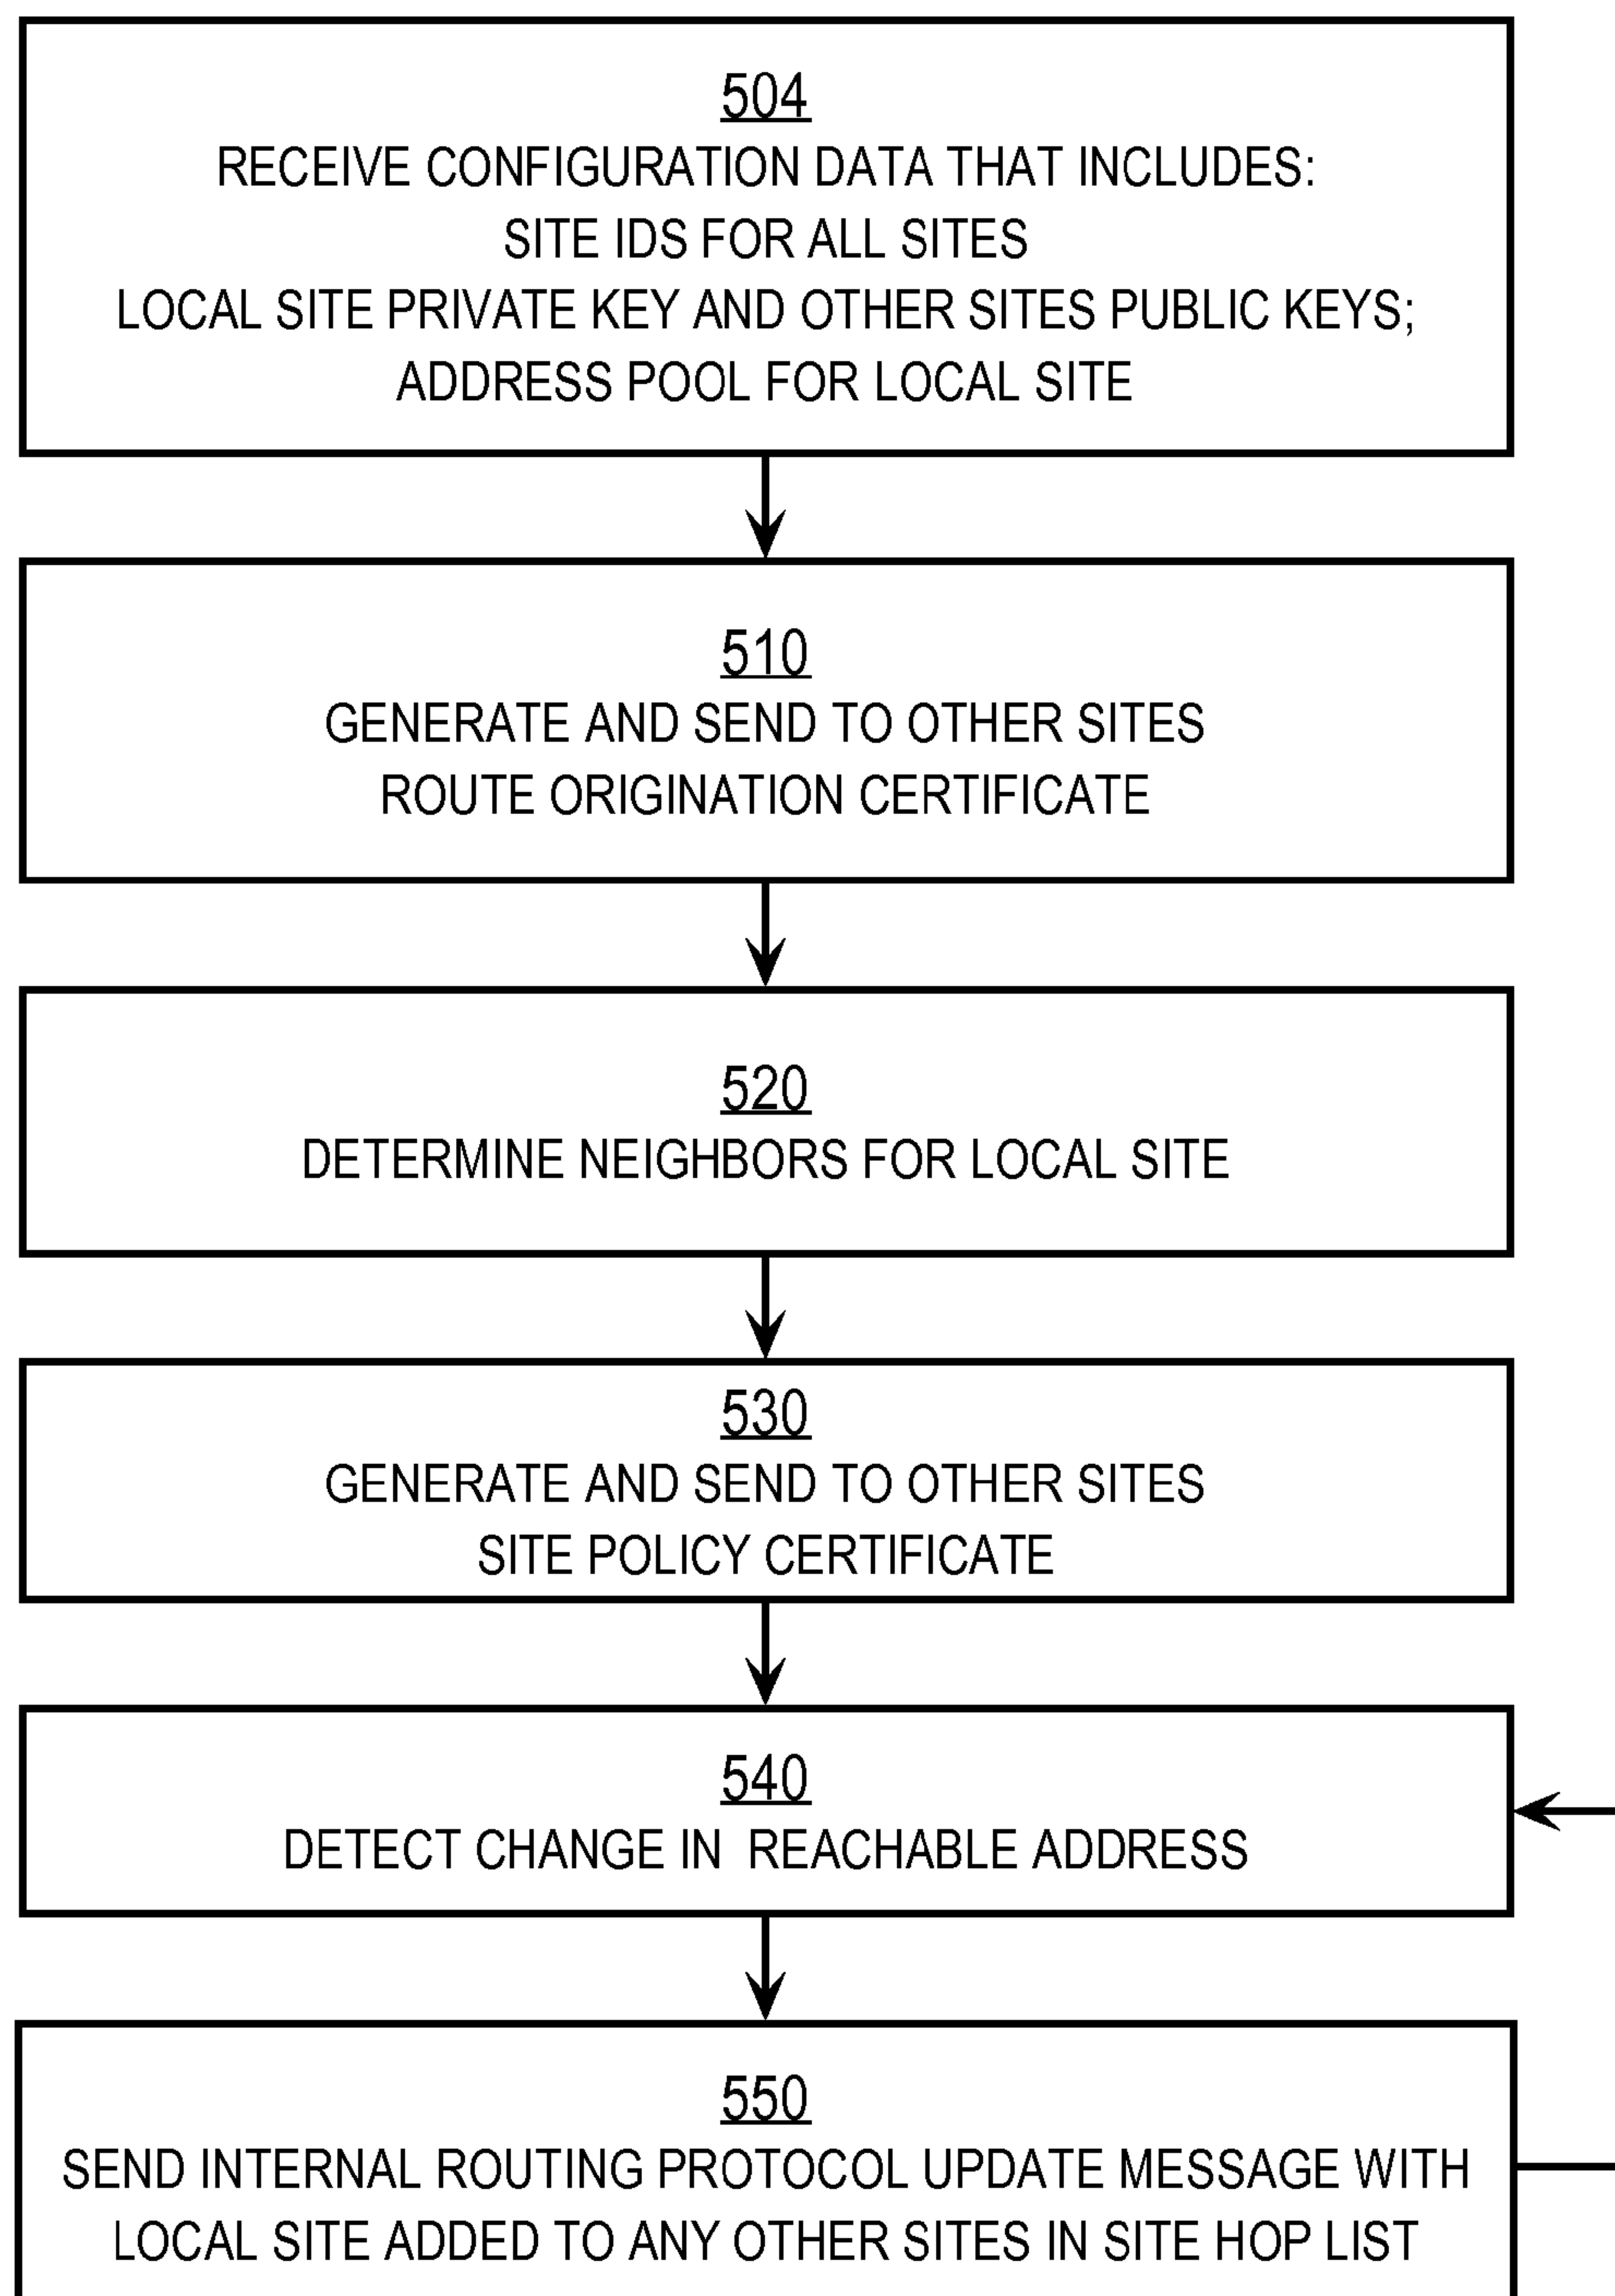 504
RECEIVE CONFIGURATION DATA THAT INCLUDES:
SITE IDS FOR ALL SITES
LOCAL SITE PRIVATE KEY AND OTHER SITES PUBLIC KEYS;
ADDRESS POOL FOR LOCAL SITE
510
GENERATE AND SEND TO OTHER SITES
ROUTE ORIGINATION CERTIFICATE
520
DETERMINE NEIGHBORS FOR LOCAL SITE
530
GENERATE AND SEND TO OTHER SITES
SITE POLICY CERTIFICATE
540
DETECT CHANGE IN REACHABLE ADDRESS
550
SEND INTERNAL ROUTING PROTOCOL UPDATE MESSAGE WITH
LOCAL SITE ADDED TO ANY OTHER SITES IN SITE HOP LIST